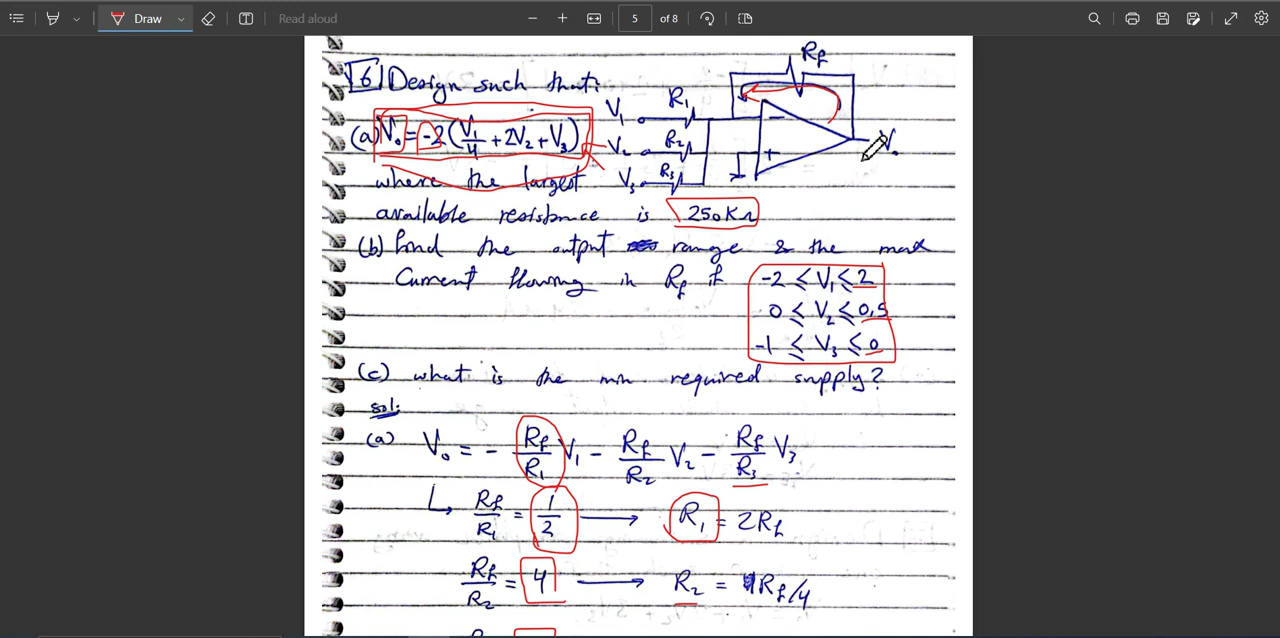 Draw
Read aloud
5 of 8
6 Design such that:
(a) V₀ = -2(V₁/4 + 2V₂ + V₃)
where the largest
available resistance is 250KΩ
V₁ R₁
V₂ R₂
V₃ R₃
Rf
- +
V₀
(b) Find the output range & the max
Current flowing in Rf if
-2 ≤ V₁ ≤ 2
0 ≤ V₂ ≤ 0.5
-1 ≤ V₃ ≤ 0
(c) what is the min required supply?
sol:
(a) V₀ = - Rf/R₁ V₁ - Rf/R₂ V₂ - Rf/R₃ V₃
Rf/R₁ = 1/2 → R₁ = 2Rf
Rf/R₂ = 4 → R₂ = Rf/4